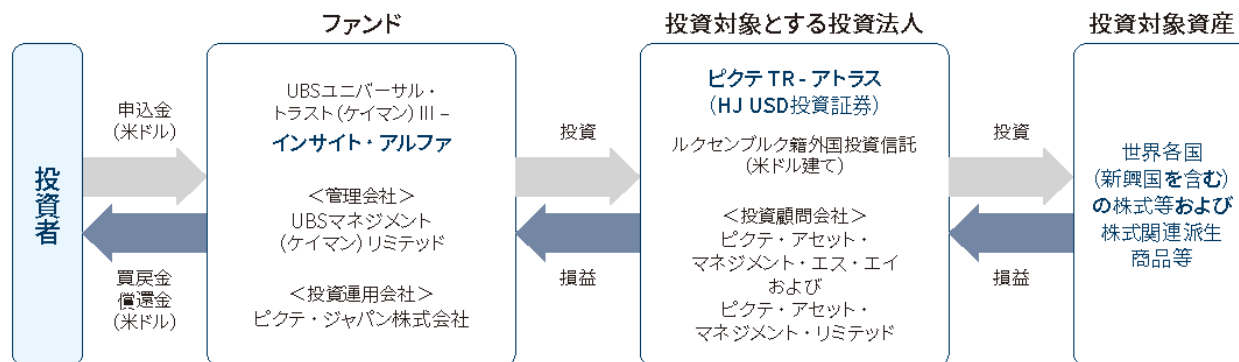 ファンド
投資対象とする投資法人
投資対象資産
投資者
申込金
(米ドル)
買戻金
償還金
(米ドル)
UBSユニバーサル・
トラスト(ケイマン) III –
インサイト・アルファ
＜管理会社＞
UBSマネジメント
(ケイマン)リミテッド
＜投資運用会社＞
ピクテ・ジャパン株式会社
投資
損益
ピクテ TR - アトラス
(HJ USD投資証券)
ルクセンブルク籍外国投資信託
(米ドル建て)
＜投資顧問会社＞
ピクテ・アセット・
マネジメント・エス・エイ
および
ピクテ・アセット・
マネジメント・リミテッド
投資
損益
世界各国
(新興国を含む)
の株式等および
株式関連派生
商品等